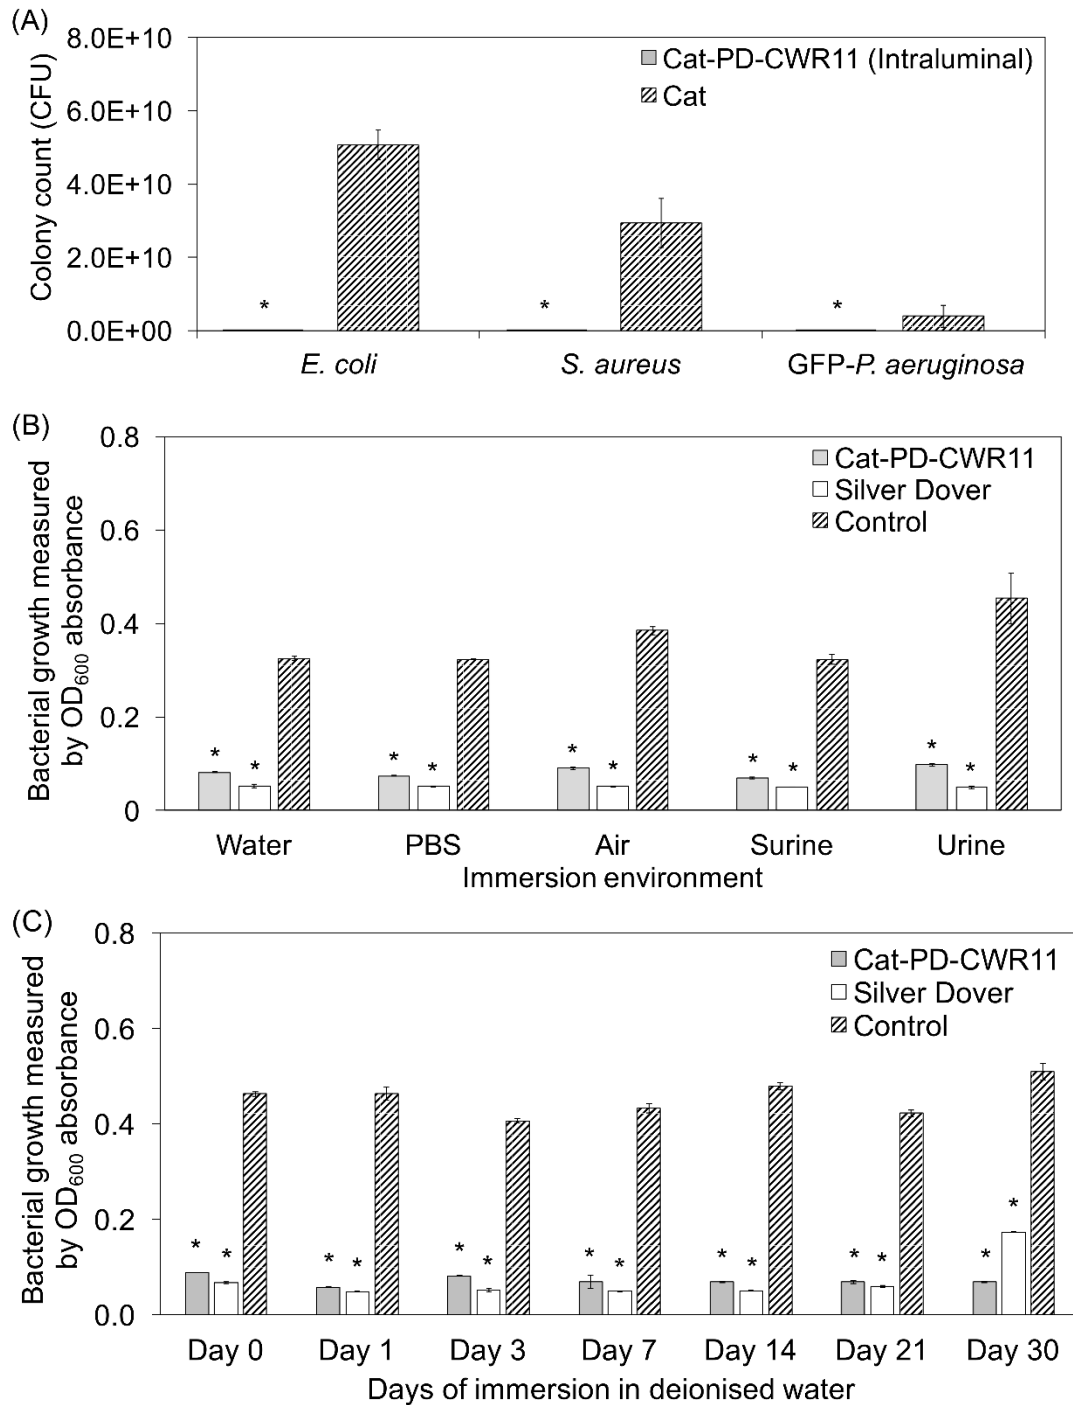 (A)
Colony count (CFU)
8.0E+10
6.0E+10
4.0E+10
2.0E+10
0.0E+00
Cat-PD-CWR11 (Intraluminal)
Cat
*
*
*
E. coli
S. aureus
GFP-P. aeruginosa
(B)
Bacterial growth measured
by OD600 absorbance
0.8
0.6
0.4
0.2
0
Cat-PD-CWR11
Silver Dover
Control
* * * * * * * * * *
Water
PBS
Air
Surine
Urine
Immersion environment
(C)
Bacterial growth measured
by OD600 absorbance
0.8
0.6
0.4
0.2
0.0
Cat-PD-CWR11
Silver Dover
Control
* * * * * * * * * * * * * *
Day 0
Day 1
Day 3
Day 7
Day 14
Day 21
Day 30
Days of immersion in deionised water